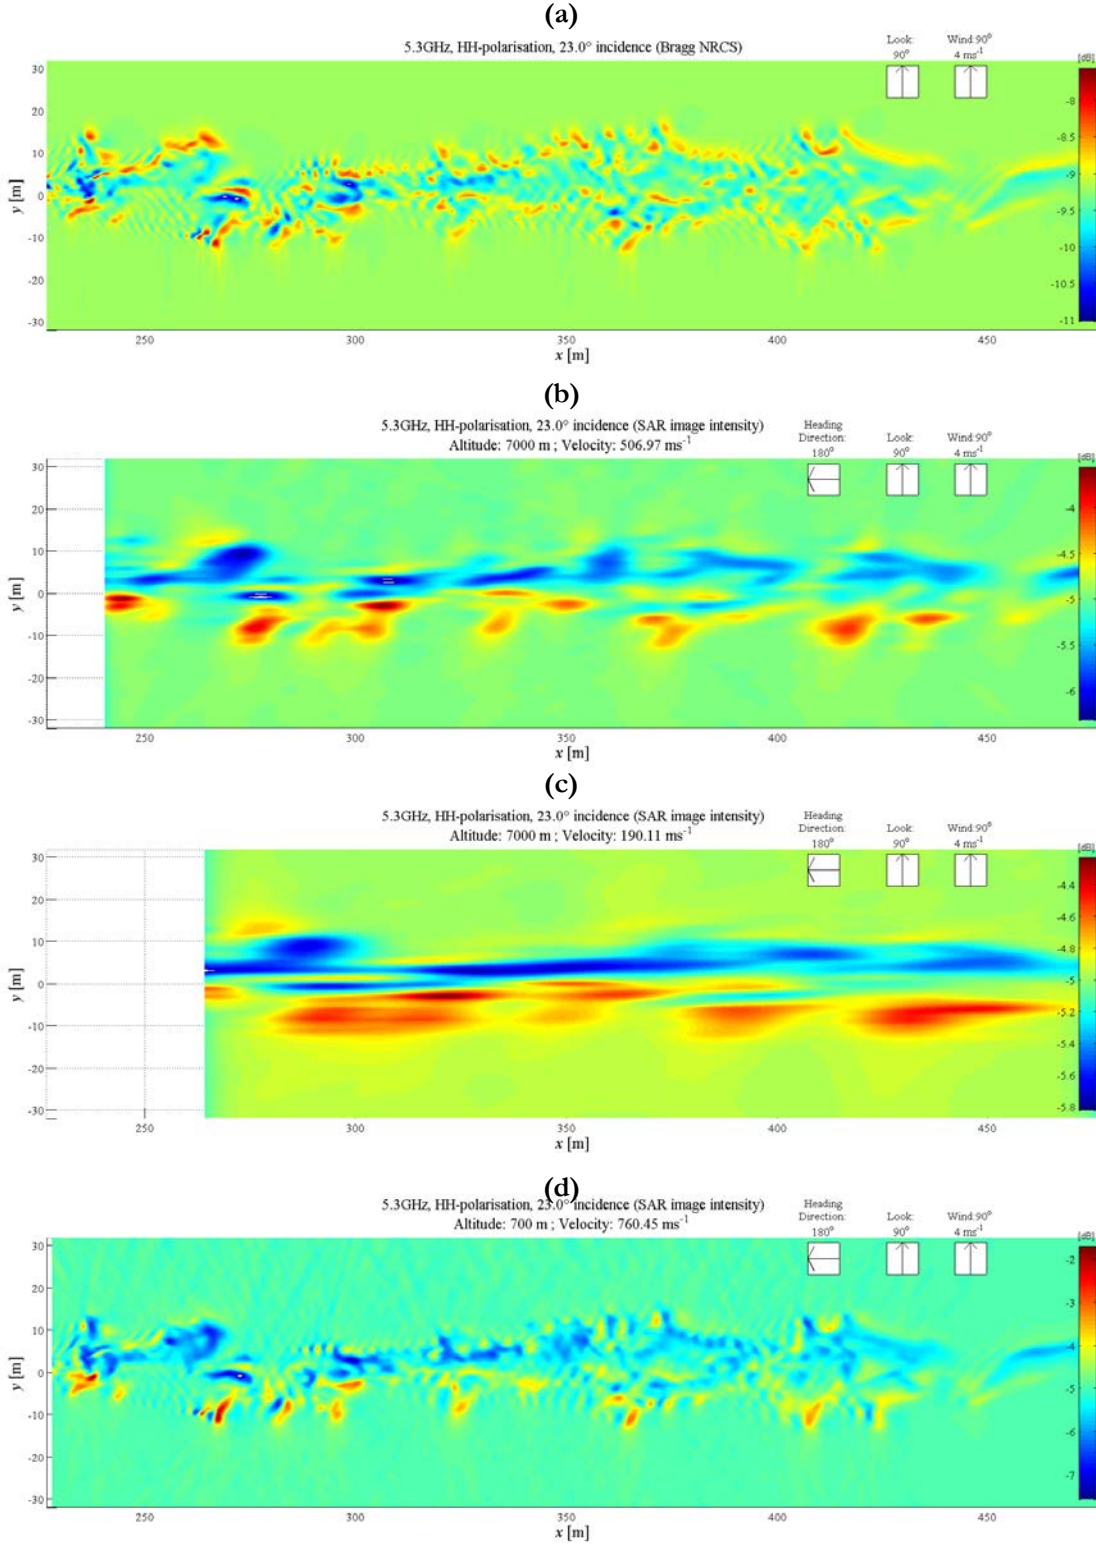 (a)
5.3GHz, HH-polarisation, 23.0° incidence (Bragg NRCS)
Look: 90°
Wind:90° 4 ms⁻¹
[dB]
30
20
10
0
-10
-20
-30
y [m]
-8
-8.5
-9
-9.5
-10
-10.5
-11
250 300 350 400 450
x [m]
(b)
5.3GHz, HH-polarisation, 23.0° incidence (SAR image intensity)
Altitude: 7000 m ; Velocity: 506.97 ms⁻¹
Heading Direction: 180°
Look: 90°
Wind:90° 4 ms⁻¹
[dB]
30
20
10
0
-10
-20
-30
y [m]
-4
-4.5
-5
-5.5
-6
250 300 350 400 450
x [m]
(c)
5.3GHz, HH-polarisation, 23.0° incidence (SAR image intensity)
Altitude: 7000 m ; Velocity: 190.11 ms⁻¹
Heading Direction: 180°
Look: 90°
Wind:90° 4 ms⁻¹
[dB]
30
20
10
0
-10
-20
-30
y [m]
-4.4
-4.6
-4.8
-5
-5.2
-5.4
-5.6
-5.8
250 300 350 400 450
x [m]
(d)
5.3GHz, HH-polarisation, 23.0° incidence (SAR image intensity)
Altitude: 700 m ; Velocity: 760.45 ms⁻¹
Heading Direction: 180°
Look: 90°
Wind:90° 4 ms⁻¹
[dB]
30
20
10
0
-10
-20
-30
y [m]
-2
-3
-4
-5
-6
-7
250 300 350 400 450
x [m]